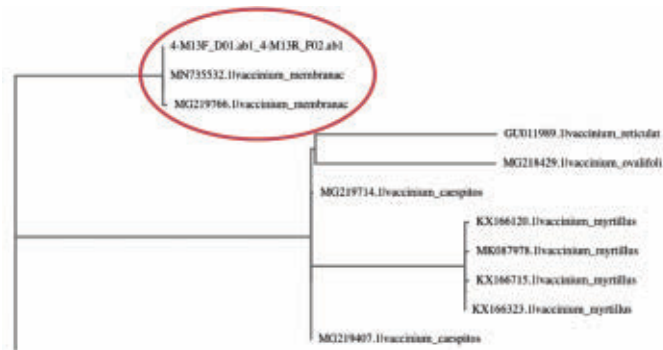 4-M13F_D01.ab1_4-M13R_F02.ab1
MN735532.1|vaccinium_membranac
MG219766.1|vaccinium_membranac
GU011989.1|vaccinium_reticulat
MG218429.1|vaccinium_ovalifoli
MG219714.1|vaccinium_caespitos
KX166120.1|vaccinium_myrtillus
MK087978.1|vaccinium_myrtillus
KX166715.1|vaccinium_myrtillus
KX166323.1|vaccinium_myrtillus
MG219407.1|vaccinium_caespitos